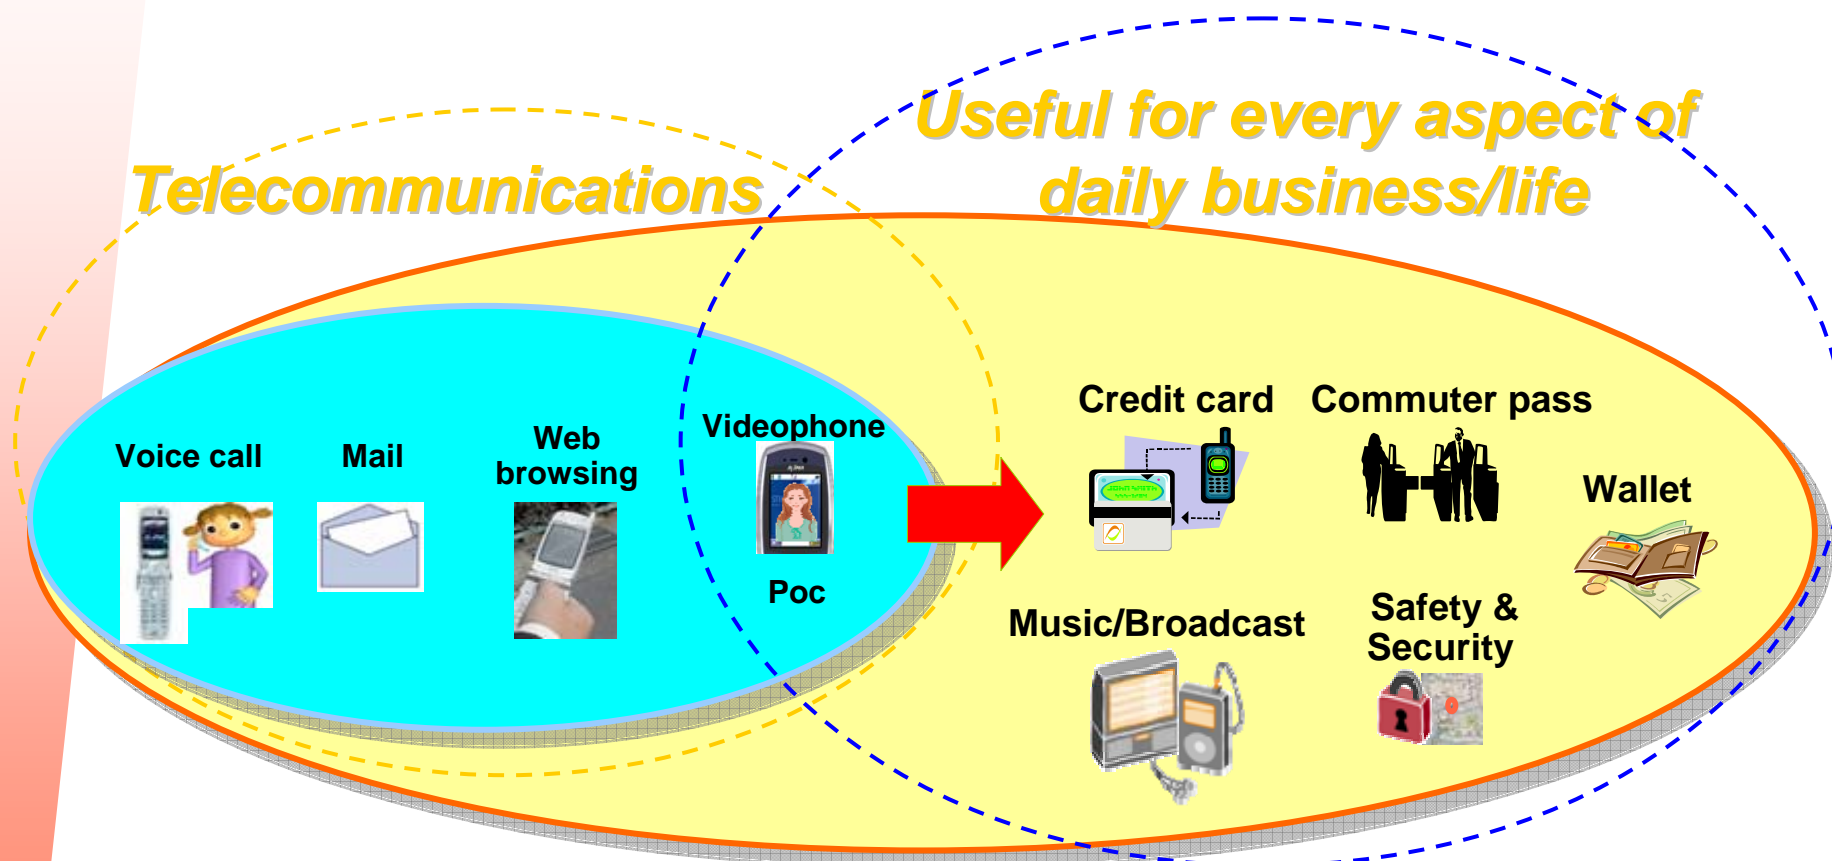 Useful for every aspect of
daily business/life
Telecommunications
Voice call
Mail
Web
browsing
Videophone
Poc
Credit card
Commuter pass
Wallet
Music/Broadcast
Safety &
Security